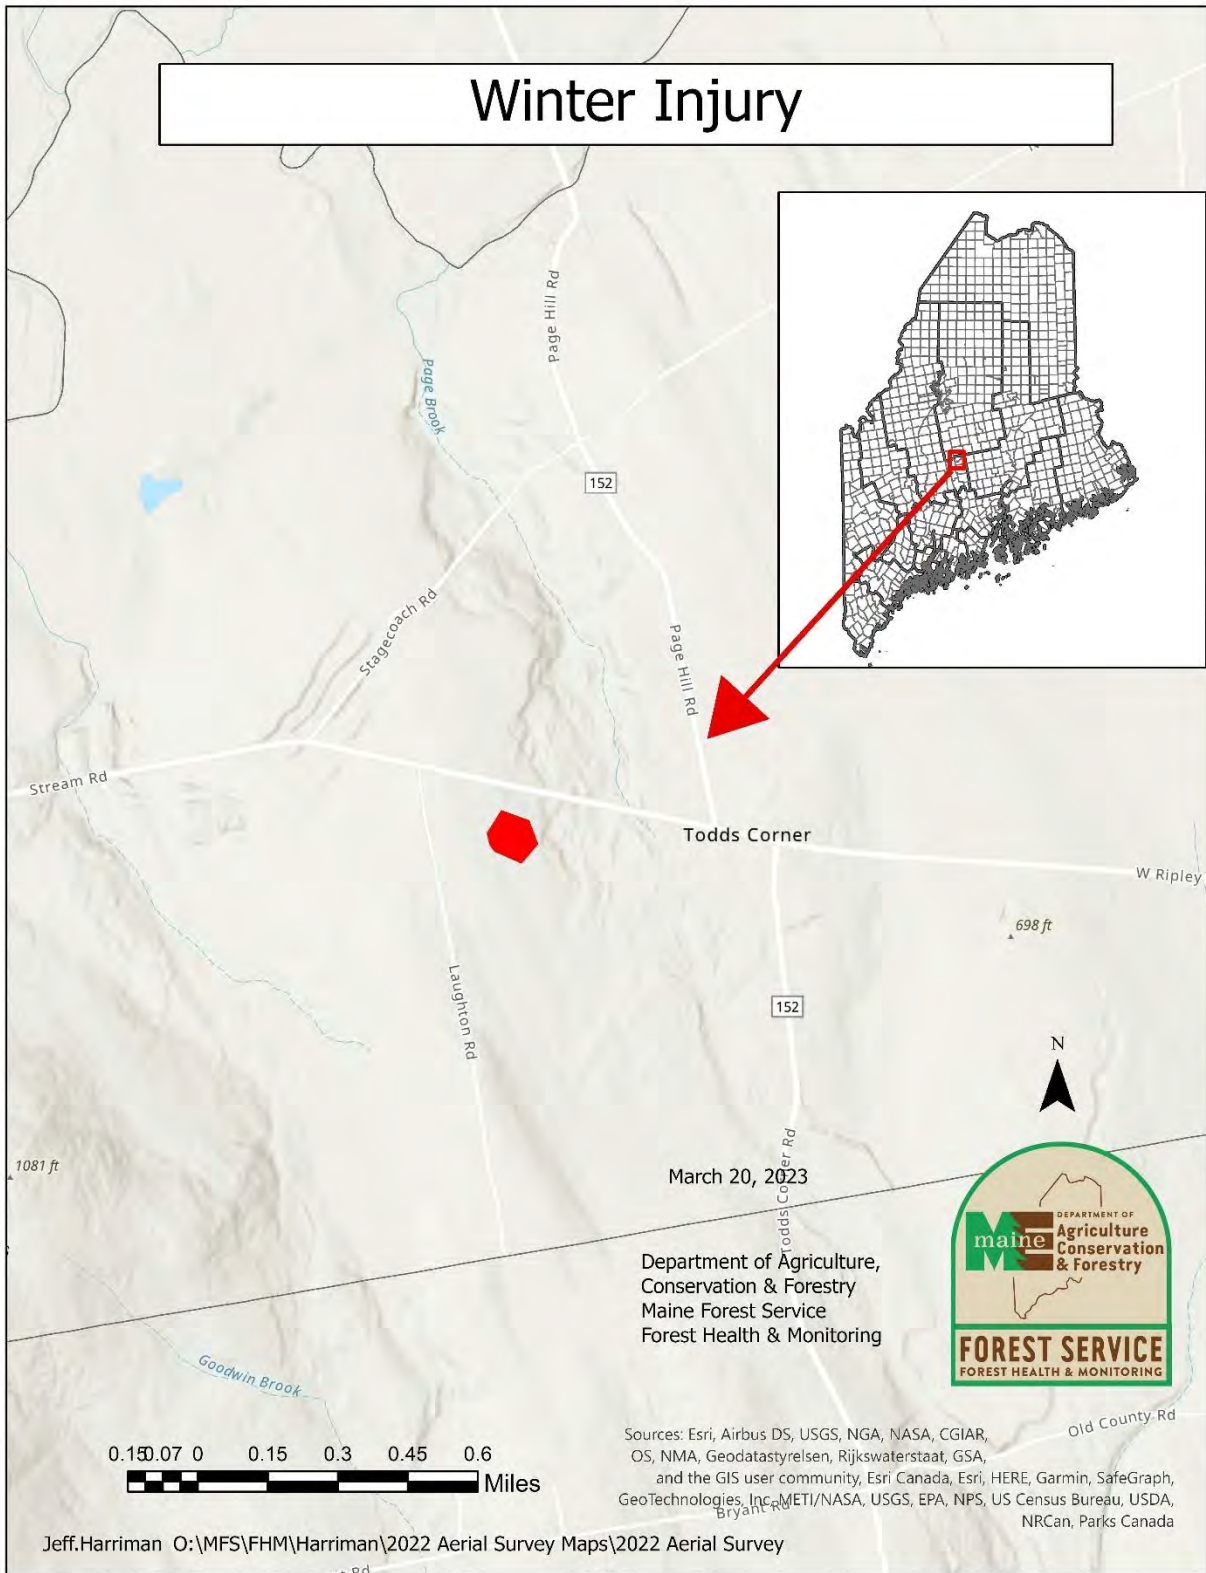 Winter Injury
Page Hill Rd
Page Brook
152
Stagecoach Rd
Page Hill Rd
Stream Rd
Todds Corner
W Ripley
698 ft
Laughton Rd
152
N
1081 ft
March 20, 2023
Todds Corner Rd
DEPARTMENT OF
maine
Agriculture
Conservation
& Forestry
FOREST SERVICE
FOREST HEALTH & MONITORING
Department of Agriculture,
Conservation & Forestry
Maine Forest Service
Forest Health & Monitoring
Goodwin Brook
Old County Rd
0.15 0.07 0 0.15 0.3 0.45 0.6
Miles
Sources: Esri, Airbus DS, USGS, NGA, NASA, CGIAR,
OS, NMA, Geodatastyrelsen, Rijkswaterstaat, GSA,
and the GIS user community, Esri Canada, Esri, HERE, Garmin, SafeGraph,
GeoTechnologies, Inc, METI/NASA, USGS, EPA, NPS, US Census Bureau, USDA,
NRCan, Parks Canada
Bryant Rd
Jeff.Harriman O:\MFS\FHM\Harriman\2022 Aerial Survey Maps\2022 Aerial Survey
Rd